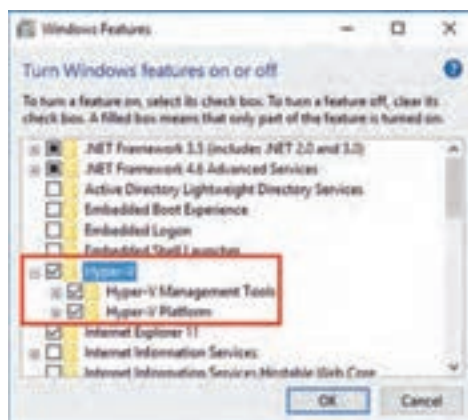 Windows Features
Turn Windows features on or off
To turn a feature on, select its check box. To turn a feature off, clear its
check box. A filled box means that only part of the feature is turned on.
.NET Framework 3.5 (includes .NET 2.0 and 3.0)
.NET Framework 4.6 Advanced Services
Active Directory Lightweight Directory Services
Embedded Boot Experience
Embedded Logon
Embedded Shell Launcher
Hyper-V
Hyper-V Management Tools
Hyper-V Platform
Internet Explorer 11
Internet Information Services
Internet Information Services Hostable Web Core
OK Cancel